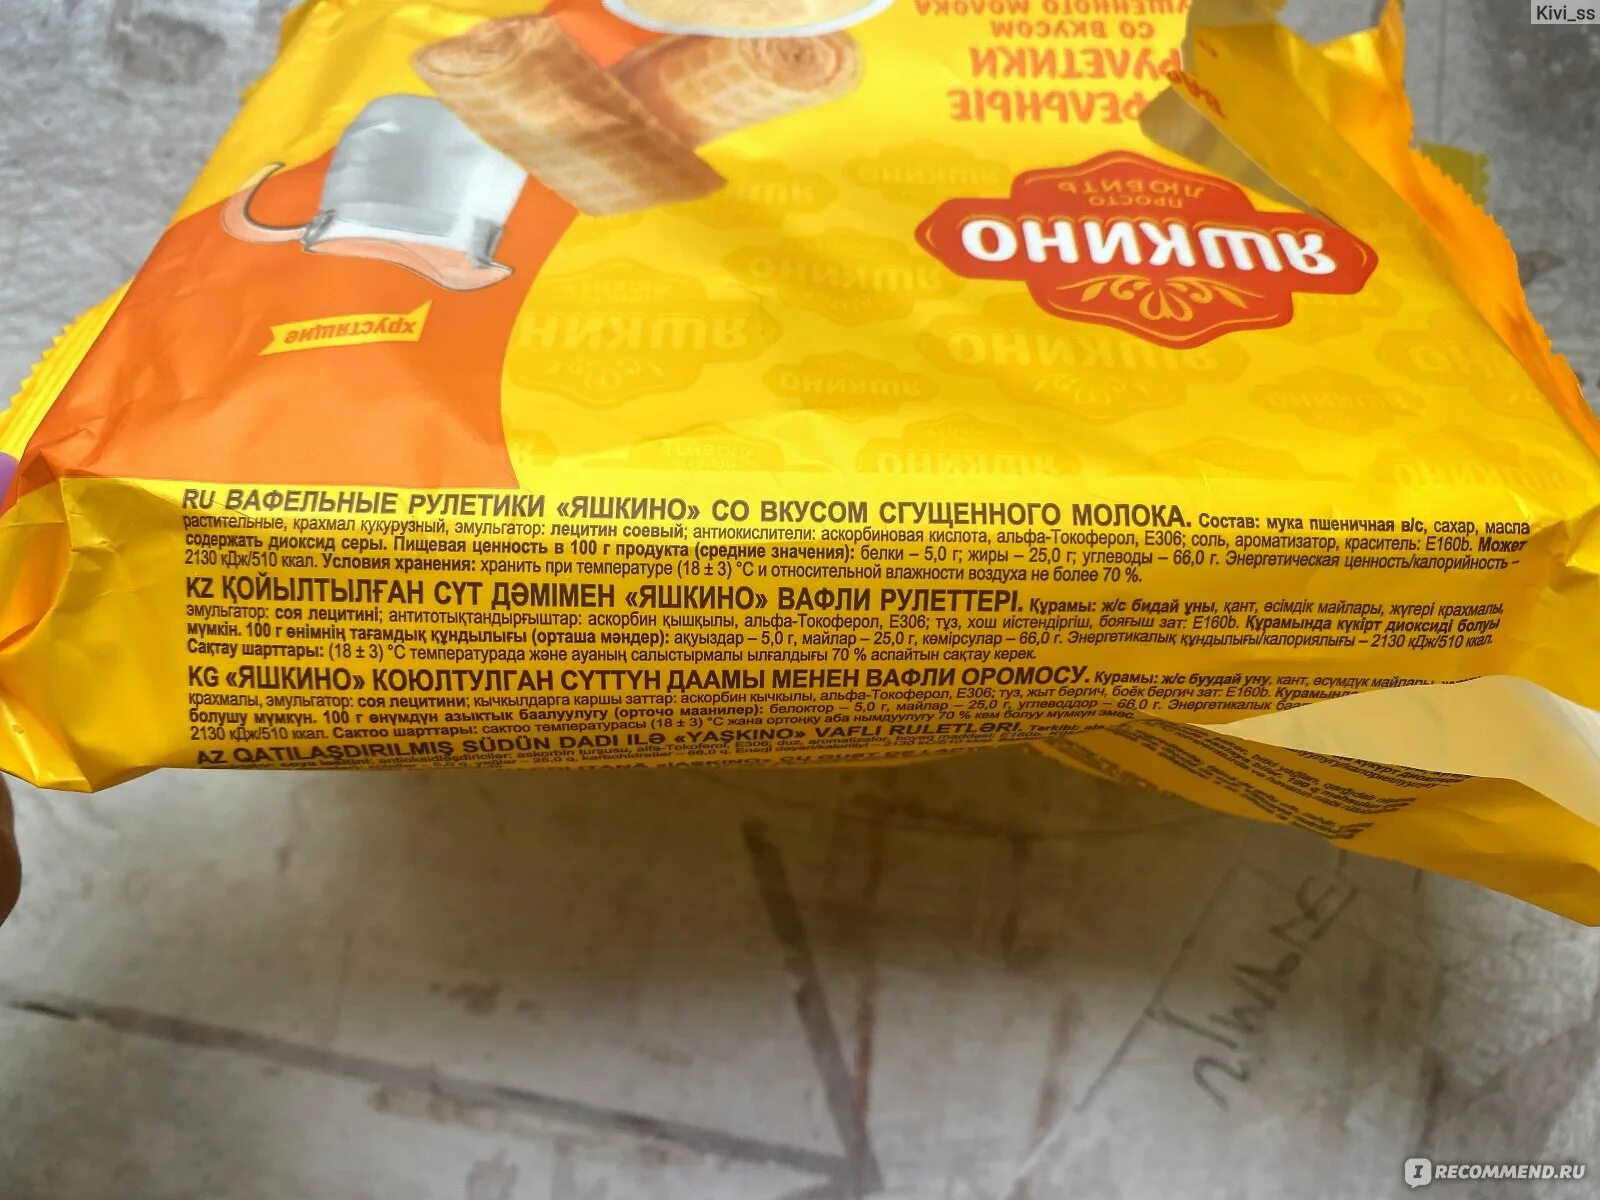 Kivi_ss
СО ВКУСОМ
РУЛЕТИКИ
ЯШКИНО
ПРОСТО
ЛЮБИТЬ
хрустящие
RU ВАФЕЛЬНЫЕ РУЛЕТИКИ «ЯШКИНО» СО ВКУСОМ СГУЩЕННОГО МОЛОКА. Состав: мука пшеничная в/с, сахар, масла
растительные, крахмал кукурузный, эмульгатор: лецитин соевый; антиокислители: аскорбиновая кислота, альфа-Токоферол, Е306; соль, ароматизатор, краситель: Е160b. Может
содержать диоксид серы. Пищевая ценность в 100 г продукта (средние значения): белки – 5,0 г; жиры – 25,0 г; углеводы – 66,0 г. Энергетическая ценность/калорийность –
2130 кДж/510 ккал. Условия хранения: хранить при температуре (18 ± 3) °С и относительной влажности воздуха не более 70 %.
KZ ҚОЙЫЛТЫЛҒАН СҮТ ДӘМІМЕН «ЯШКИНО» ВАФЛИ РУЛЕТТЕРІ. Құрамы: ж/с бидай ұны, қант, өсімдік майлары, жүгері крахмалы,
эмульгатор: соя лецитині; антитотықтандырғыштар: аскорбин қышқылы, альфа-Токоферол, Е306; тұз, хош иістендіргіш, бояғыш зат: Е160b. Құрамында күкірт диоксиді болуы
мүмкін. 100 г өнімнің тағамдық құндылығы (орташа мәндер): ақуыздар – 5,0 г, майлар – 25,0 г, көмірсулар – 66,0 г. Энергетикалық құндылығы/калориялығы – 2130 кДж/510 ккал.
Сақтау шарттары: (18 ± 3) °С температурада және ауаның салыстырмалы ылғалдығы 70 % аспайтын сақтау керек.
KG «ЯШКИНО» КОЮЛТУЛГАН СҮТТҮН ДААМЫ МЕНЕН ВАФЛИ ОРОМОСУ. Курамы: ж/с буудай уну, кант, өсүмдүк майлары,
крахмалы, эмульгатор: соя лецитини; кычкылдарга каршы заттар: аскорбин кычкылы, альфа-Токоферол, Е306; туз, жыт бергич, боёк бергич зат: Е160b. Курамында
болушу мүмкүн. 100 г өнүмдүн азыктык баалуулугу (орточо маанилер): белоктор – 5,0 г, майлар – 25,0 г, углеводдор – 66,0 г. Энергетикалык
2130 кДж/510 ккал. Сактоо шарттары: сактоо температурасы (18 ± 3) °С жана ортоңку аба нымдуулугу 70 % кем болуу мүмкүн эмес.
AZ QATILAŞDIRILMIŞ SÜDÜN DADI ILƏ «YAŞKINO» VAFLI RULETLƏRI. Tərkibi:
RECOMMEND.RU